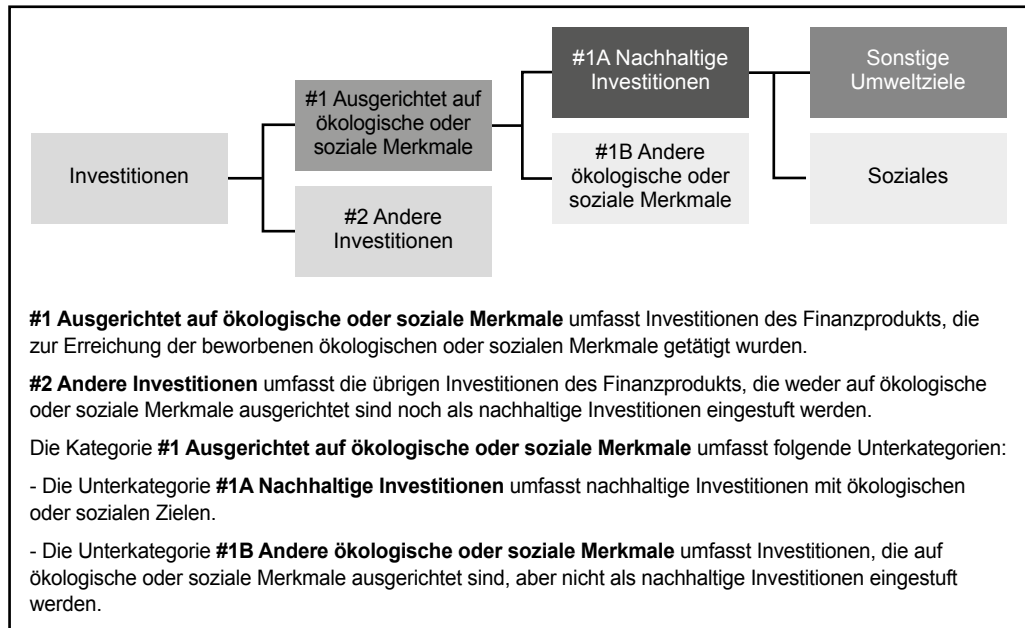 #1A Nachhaltige
Investitionen
Sonstige
Umweltziele
#1 Ausgerichtet auf
ökologische oder
soziale Merkmale
Investitionen
#1B Andere
ökologische oder
soziale Merkmale
Soziales
#2 Andere
Investitionen
#1 Ausgerichtet auf ökologische oder soziale Merkmale umfasst Investitionen des Finanzprodukts, die
zur Erreichung der beworbenen ökologischen oder sozialen Merkmale getätigt wurden.
#2 Andere Investitionen umfasst die übrigen Investitionen des Finanzprodukts, die weder auf ökologische
oder soziale Merkmale ausgerichtet sind noch als nachhaltige Investitionen eingestuft werden.
Die Kategorie #1 Ausgerichtet auf ökologische oder soziale Merkmale umfasst folgende Unterkategorien:
- Die Unterkategorie #1A Nachhaltige Investitionen umfasst nachhaltige Investitionen mit ökologischen
oder sozialen Zielen.
- Die Unterkategorie #1B Andere ökologische oder soziale Merkmale umfasst Investitionen, die auf
ökologische oder soziale Merkmale ausgerichtet sind, aber nicht als nachhaltige Investitionen eingestuft
werden.